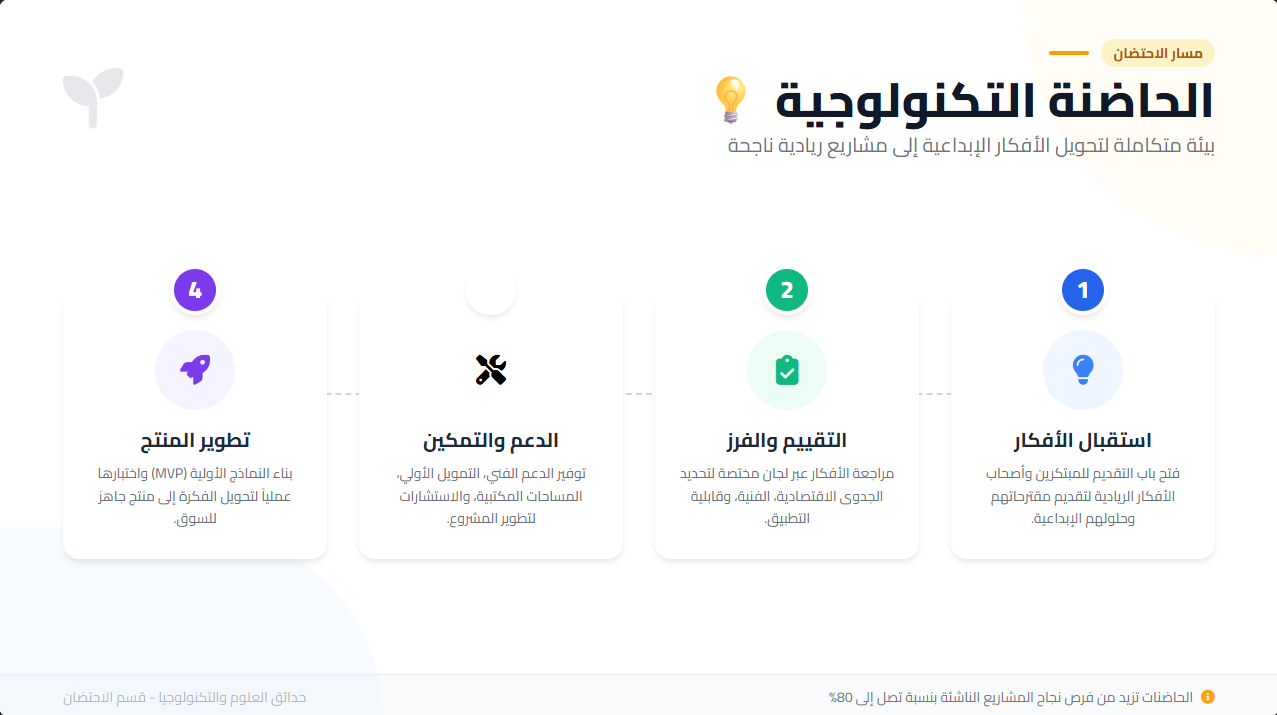 مسار الاحتضان
الحاضنة التكنولوجية
بيئة متكاملة لتحويل الأفكار الإبداعية إلى مشاريع ريادية ناجحة
1
استقبال الأفكار
فتح باب التقديم للمبتكرين وأصحاب
الأفكار الريادية لتقديم مقترحاتهم
وحلولهم الإبداعية.
2
التقييم والفرز
مراجعة الأفكار عبر لجان مختصة لتحديد
الجدوى الاقتصادية، الفنية، وقابلية
التطبيق.
الدعم والتمكين
توفير الدعم الفني، التمويل الأولي،
المساحات المكتبية، والاستشارات
لتطوير المشروع.
4
تطوير المنتج
بناء النماذج الأولية (MVP) واختبارها
عملياً لتحويل الفكرة إلى منتج جاهز
للسوق.
الحاضنات تزيد من فرص نجاح المشاريع الناشئة بنسبة تصل إلى 80%
حدائق العلوم والتكنولوجيا - قسم الاحتضان